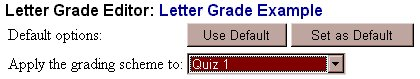 Letter Grade Editor: Letter Grade Example
Default options: Use Default Set as Default
Apply the grading scheme to: Quiz 1